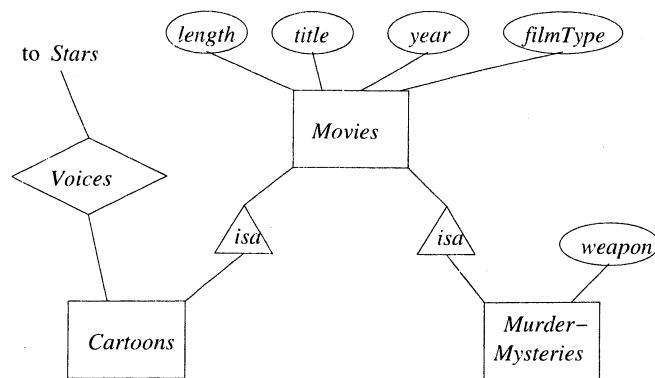 length
title
year
filmType
to Stars
Movies
Voices
isa
isa
weapon
Cartoons
Murder–
Mysteries